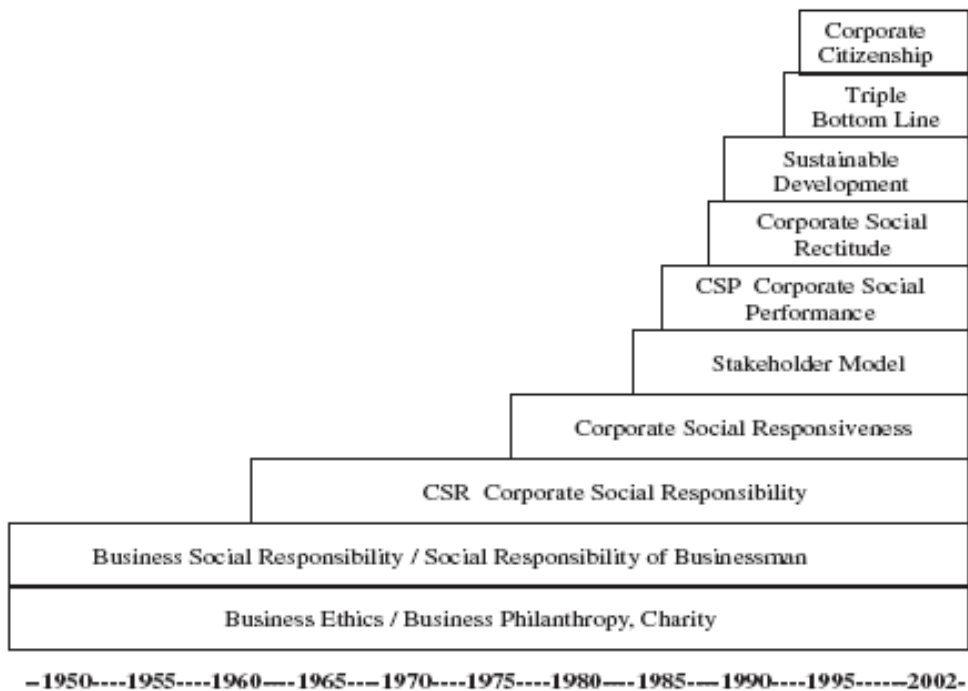 Corporate
Citizenship
Triple
Bottom Line
Sustainable
Development
Corporate Social
Rectitude
CSP Corporate Social
Performance
Stakeholder Model
Corporate Social Responsiveness
CSR Corporate Social Responsibility
Business Social Responsibility / Social Responsibility of Businessman
Business Ethics / Business Philanthropy, Charity
--1950----1955----1960----1965----1970----1975----1980----1985----1990----1995------2002-